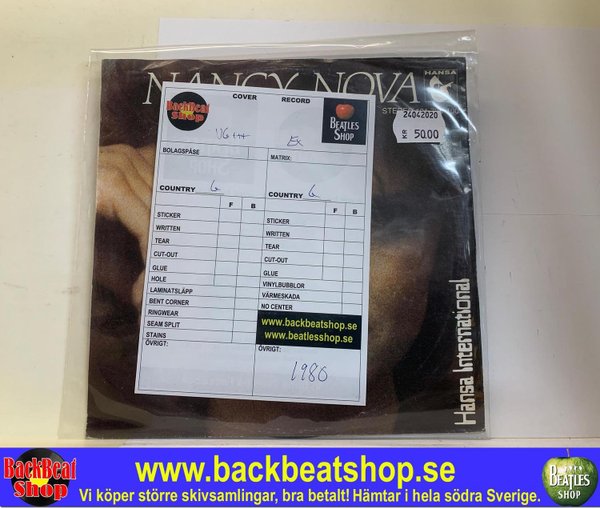 NANCY NOVA
HANSA
STEREO
24042020
KR 50.00
BackBeat Shop
COVER
RECORD
BEATLES SHOP
VG+++
Ex
BOLAGSPÅSE
MATRIX:
COUNTRY G
COUNTRY G
F B
F B
STICKER
STICKER
WRITTEN
WRITTEN
TEAR
TEAR
CUT-OUT
CUT-OUT
GLUE
GLUE
HOLE
VINYLBUBBLOR
LAMINATSLÄPP
VÄRMESKADA
BENT CORNER
NO CENTER
RINGWEAR
SEAM SPLIT
STAINS
www.backbeatshop.se
www.beatlesshop.se
ÖVRIGT:
ÖVRIGT:
1980
Hansa International
BackBeat Shop
www.backbeatshop.se
Vi köper större skivsamlingar, bra betalt! Hämtar i hela södra Sverige.
BEATLES SHOP